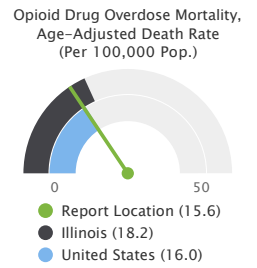 Opioid Drug Overdose Mortality,
Age-Adjusted Death Rate
(Per 100,000 Pop.)
0 50
Report Location (15.6)
Illinois (18.2)
United States (16.0)